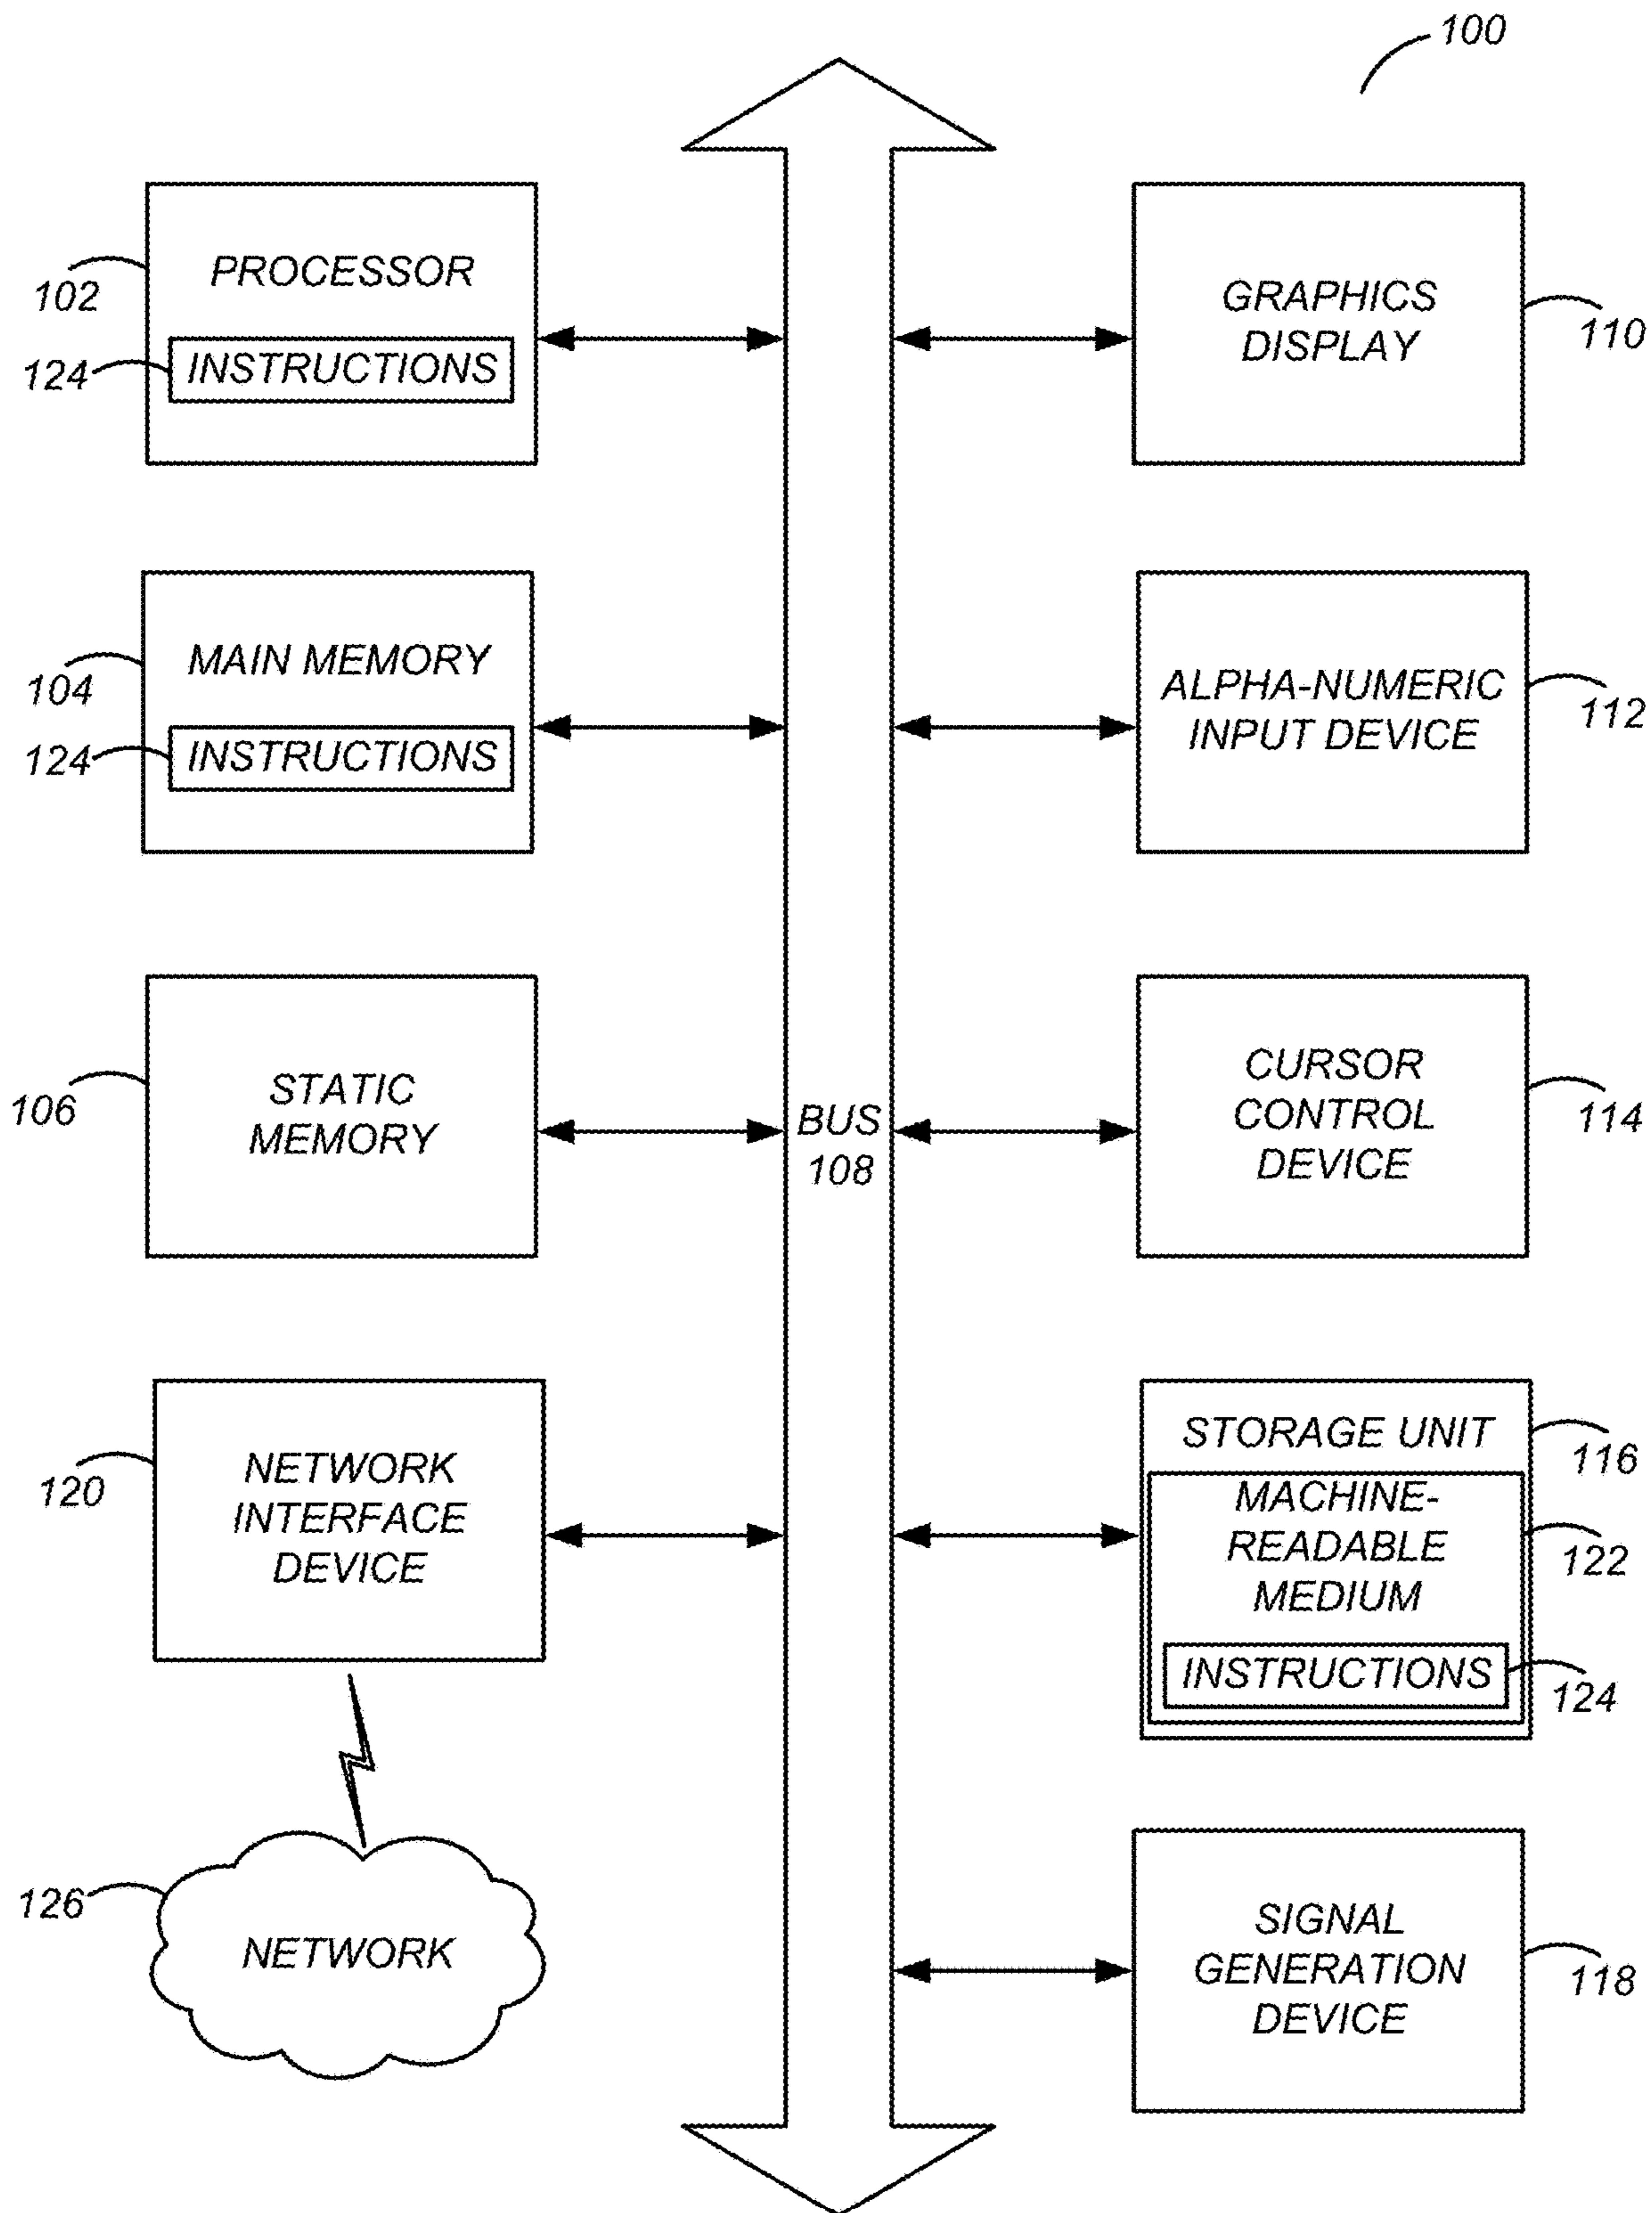 100
PROCESSOR
102
INSTRUCTIONS
124
GRAPHICS
DISPLAY
110
MAIN MEMORY
104
INSTRUCTIONS
124
ALPHA-NUMERIC
INPUT DEVICE
112
STATIC
MEMORY
106
BUS
108
CURSOR
CONTROL
DEVICE
114
NETWORK
INTERFACE
DEVICE
120
STORAGE UNIT
116
MACHINE-
READABLE
MEDIUM
122
INSTRUCTIONS
124
126
NETWORK
SIGNAL
GENERATION
DEVICE
118